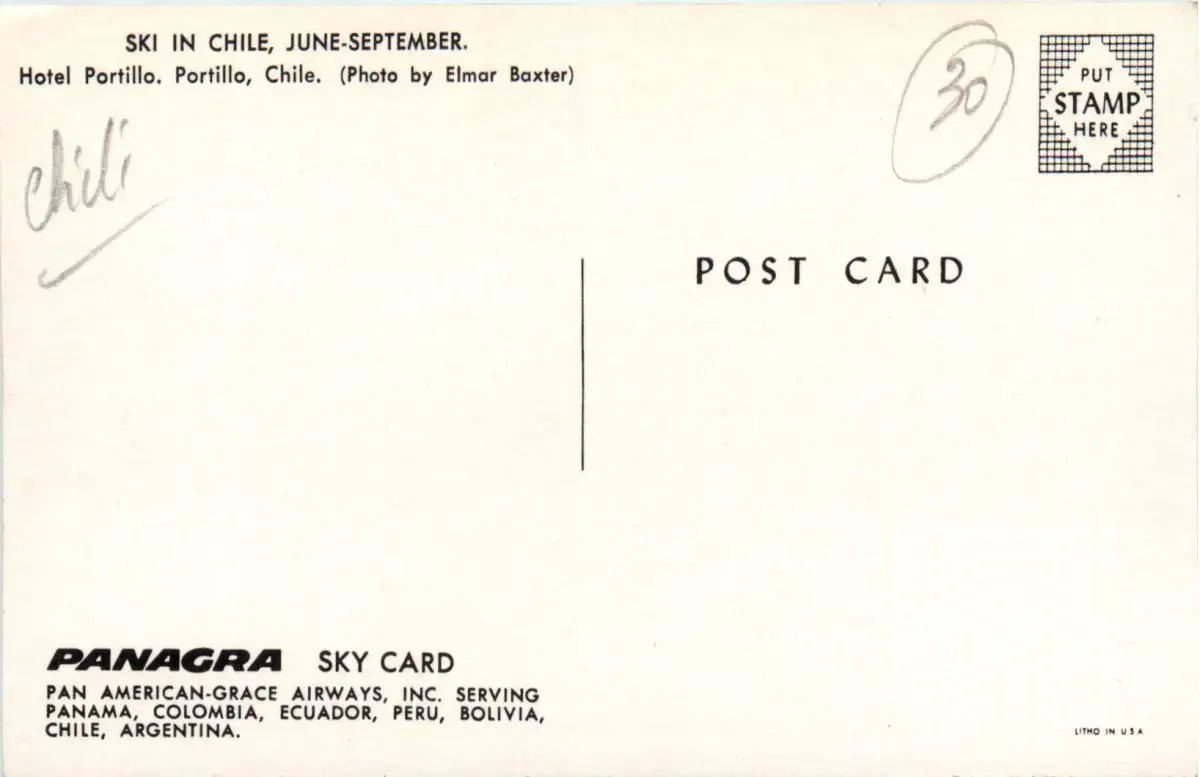 SKI IN CHILE, JUNE-SEPTEMBER.
Hotel Portillo. Portillo, Chile. (Photo by Elmar Baxter)
Chili
30
PUT
STAMP
HERE
POST CARD
PANAGRA SKY CARD
PAN AMERICAN-GRACE AIRWAYS, INC. SERVING
PANAMA, COLOMBIA, ECUADOR, PERU, BOLIVIA,
CHILE, ARGENTINA.
LITHO IN USA